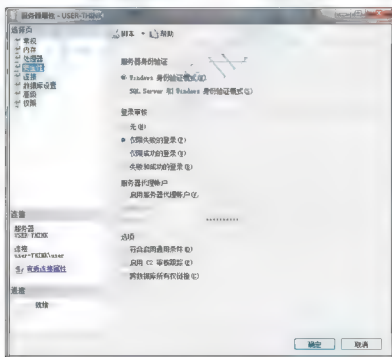 服务器属性 - USER-THINK
选择页
常规
内存
处理器
安全性
连接
数据库设置
高级
权限
脚本
帮助
服务器身份验证
Windows 身份验证模式(W)
SQL Server 和 Windows 身份验证模式(S)
登录审核
无(N)
仅限失败的登录(F)
仅限成功的登录(U)
失败和成功的登录(B)
服务器代理帐户
启用服务器代理帐户(V)
**********
选项
符合启用通用条件(R)
启用 C2 审核跟踪(2)
跨数据库所有权链接(C)
连接
服务器
USER-THINK
连接
user-THINK\user
查看连接属性
进度
就绪
确定
取消